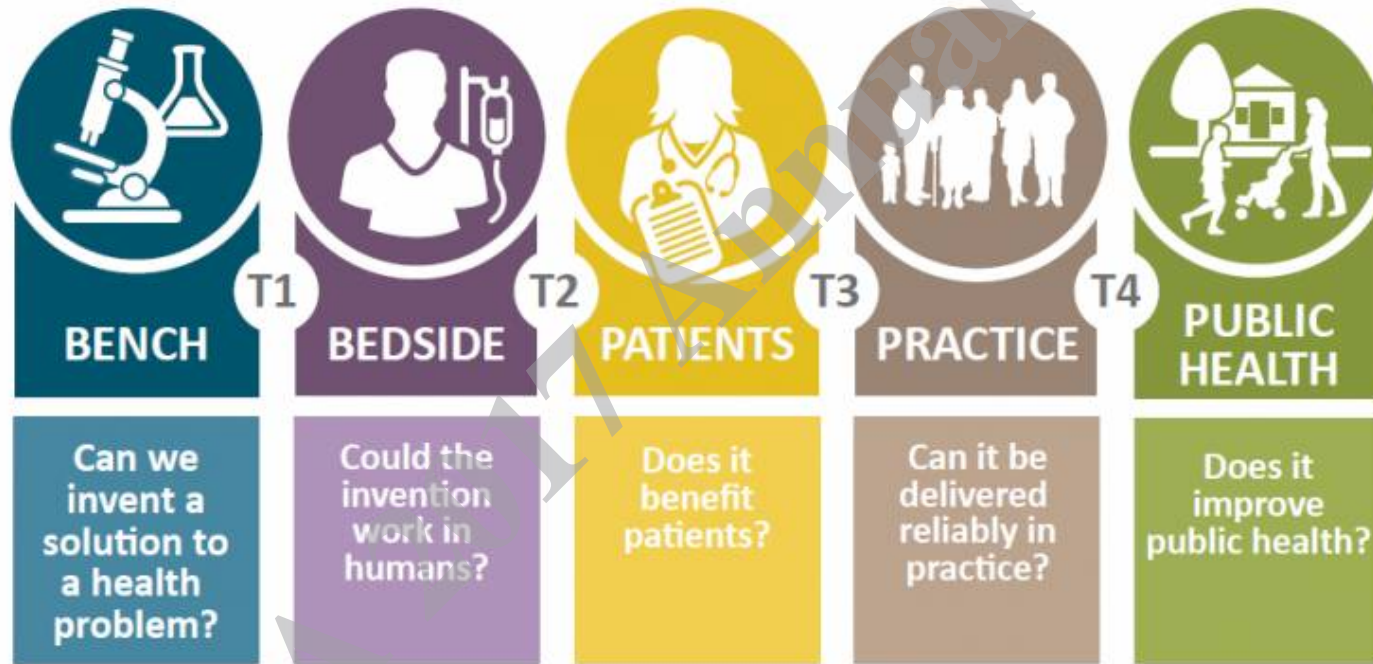 BENCH
T1
BEDSIDE
T2
PATIENTS
T3
PRACTICE
T4
PUBLIC
HEALTH
Can we
invent a
solution to
a health
problem?
Could the
invention
work in
humans?
Does it
benefit
patients?
Can it be
delivered
reliably in
practice?
Does it
improve
public health?